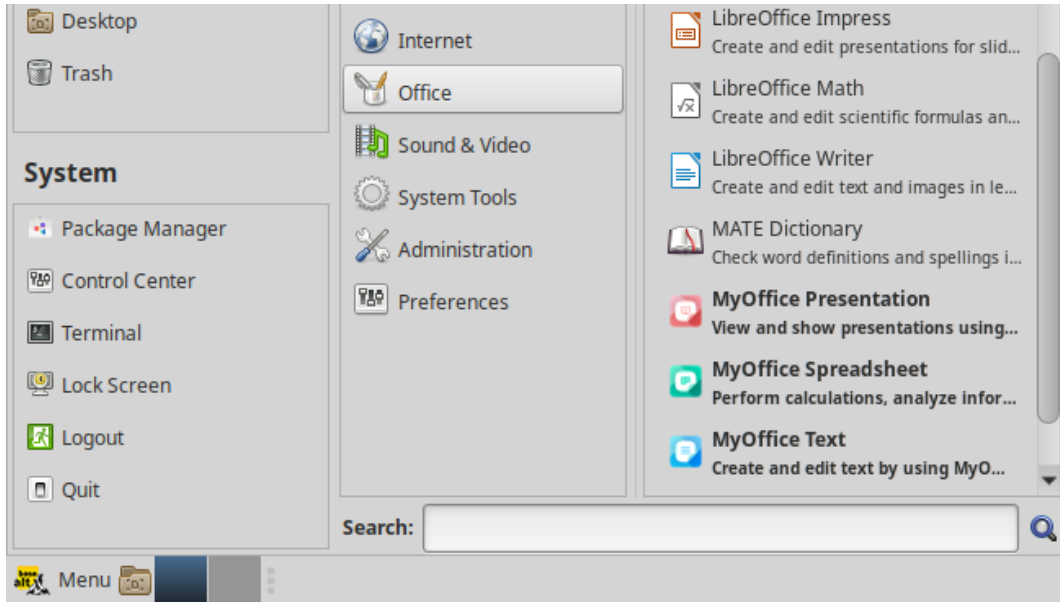 Desktop
Trash
System
Package Manager
Control Center
Terminal
Lock Screen
Logout
Quit
Internet
Office
Sound & Video
System Tools
Administration
Preferences
LibreOffice Impress
Create and edit presentations for slid...
LibreOffice Math
Create and edit scientific formulas an...
LibreOffice Writer
Create and edit text and images in le...
MATE Dictionary
Check word definitions and spellings i...
MyOffice Presentation
View and show presentations using...
MyOffice Spreadsheet
Perform calculations, analyze infor...
MyOffice Text
Create and edit text by using MyO...
Search:
base
alt
Menu